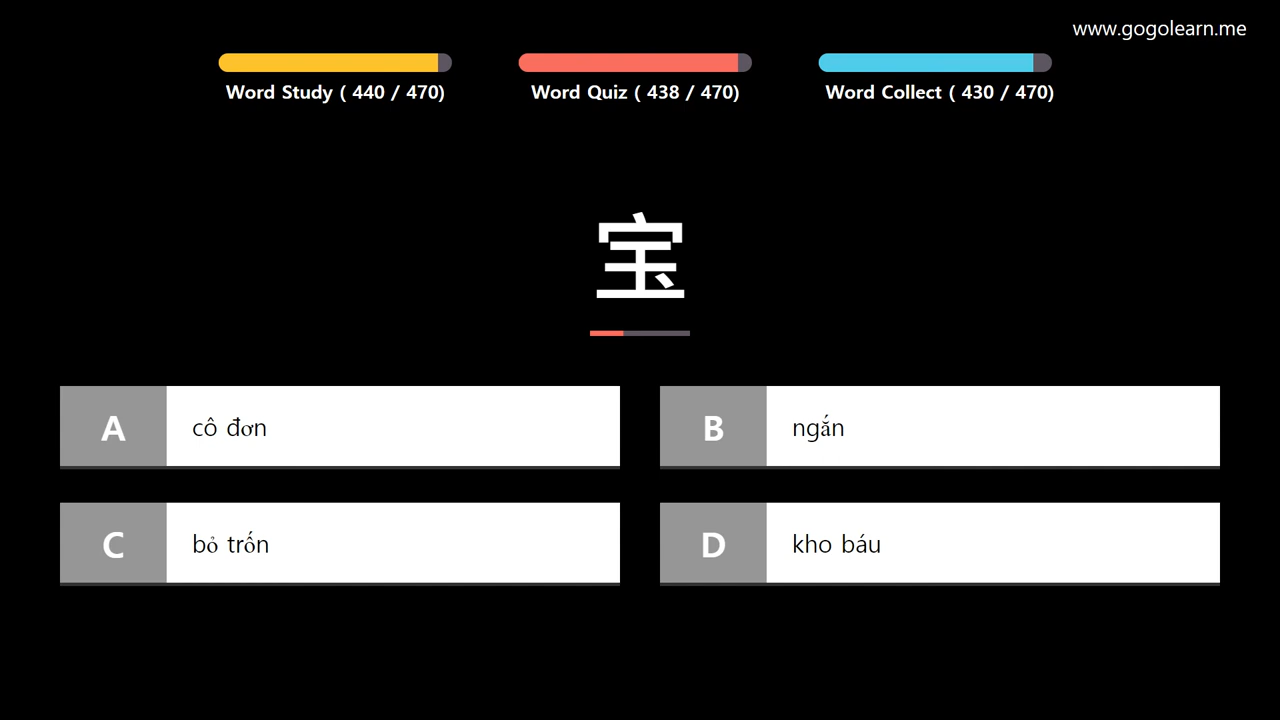 www.gogolearn.me
Word Study ( 440 / 470)
Word Quiz ( 438 / 470)
Word Collect ( 430 / 470)
宝
A
cô đơn
B
ngắn
C
bỏ trốn
D
kho báu